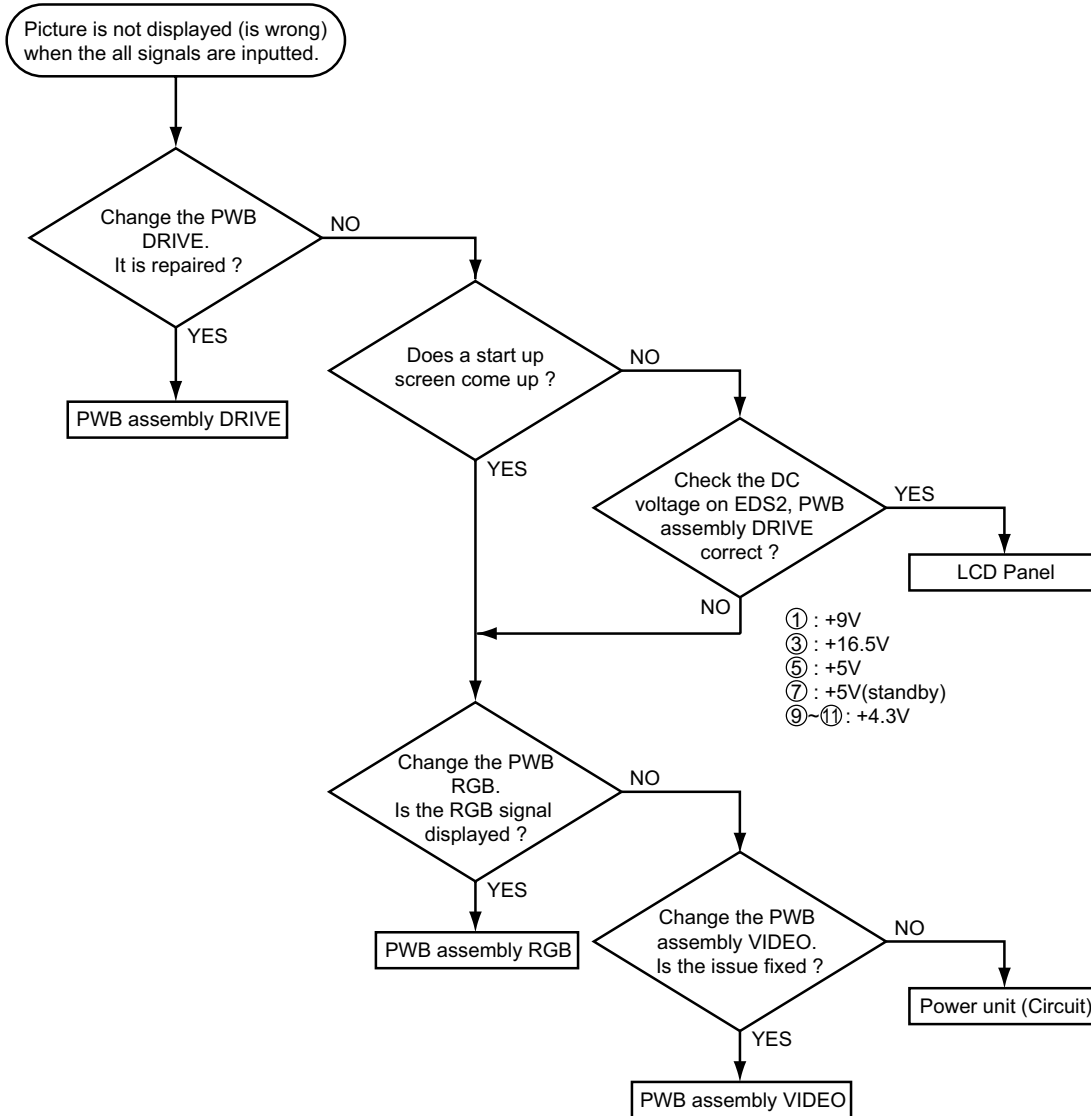 Picture is not displayed (is wrong)
when the all signals are inputted.
Change the PWB
DRIVE.
It is repaired ?
NO
YES
PWB assembly DRIVE
Does a start up
screen come up ?
NO
YES
Check the DC
voltage on EDS2, PWB
assembly DRIVE
correct ?
YES
LCD Panel
NO
① : +9V
③ : +16.5V
⑤ : +5V
⑦ : +5V(standby)
⑨~⑪ : +4.3V
Change the PWB
RGB.
Is the RGB signal
displayed ?
NO
YES
PWB assembly RGB
Change the PWB
assembly VIDEO.
Is the issue fixed ?
NO
Power unit (Circuit)
YES
PWB assembly VIDEO